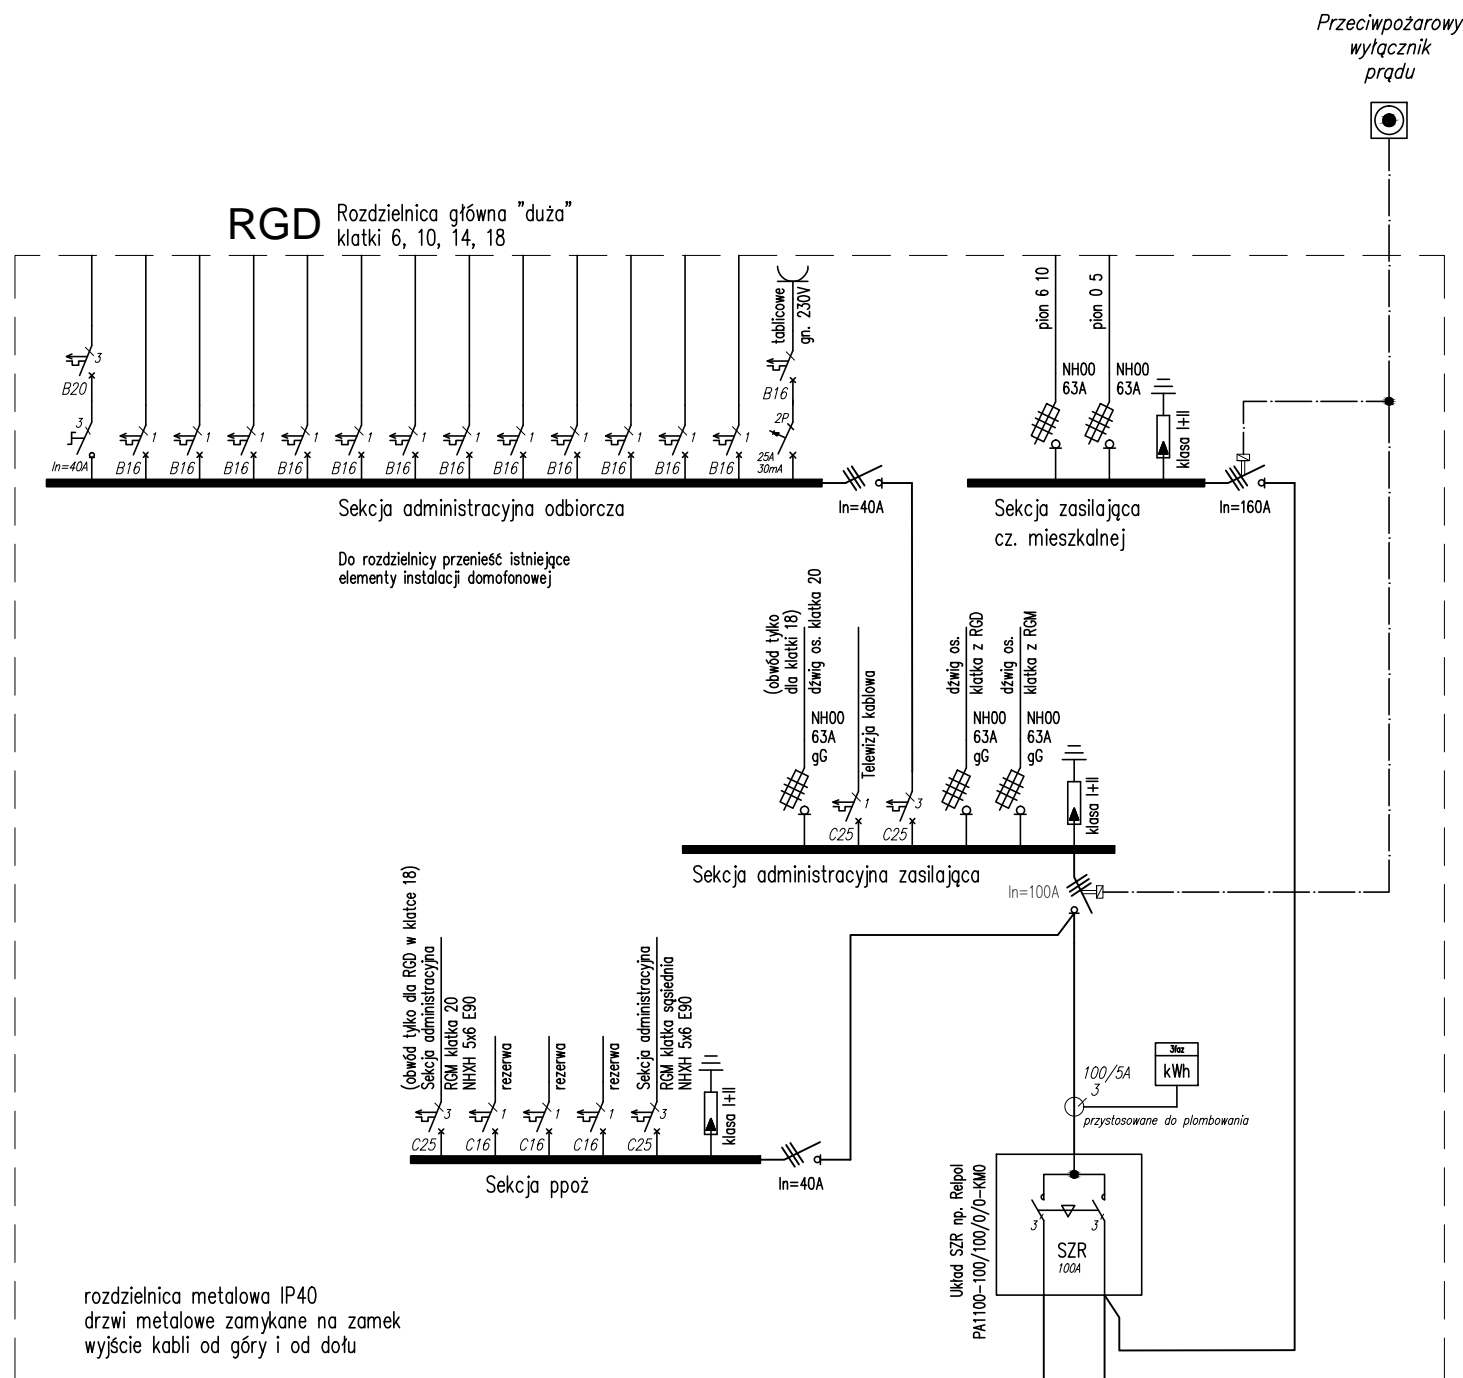 Przeciwpożarowy
wyłącznik
prądu
RGD
Rozdzielnica główna "duża"
klatki 6, 10, 14, 18
tablicowe
gn. 230V
pion 6 10
pion 0 5
3
B20
3
In=40A
1
B16
1
B16
1
B16
1
B16
1
B16
1
B16
1
B16
1
B16
1
B16
1
B16
1
B16
1
B16
B16
2P
25A
30mA
NH00
63A
NH00
63A
klasa I+II
In=40A
In=160A
Sekcja administracyjna odbiorcza
Sekcja zasilająca
cz. mieszkalnej
Do rozdzielnicy przenieść istniejące
elementy instalacji domofonowej
(obwód tylko
dla klatki 18)
dźwig os. klatka 20
NH00
63A
gG
Telewizja kablowa
1
C25
3
C25
dźwig os.
klatka z RGD
NH00
63A
gG
dźwig os.
klatka z RGM
NH00
63A
gG
klasa I+II
Sekcja administracyjna zasilająca
In=100A
(obwód tylko dla RGD w klatce 18)
Sekcja administracyjna
RGM klatka 20
NHXH 5x6 E90
3
C25
rezerwa
1
C16
rezerwa
1
C16
rezerwa
1
C16
Sekcja administracyjna
RGM klatka sąsiednia
NHXH 5x6 E90
3
C25
klasa I+II
In=40A
Sekcja ppoż
3faz
kWh
100/5A
3
przystosowane do plombowania
Układ SZR np. Relpol
PA1100-100/100/0/0-KM0
3
3
SZR
100A
rozdzielnica metalowa IP40
drzwi metalowe zamykane na zamek
wyjście kabli od góry i od dołu